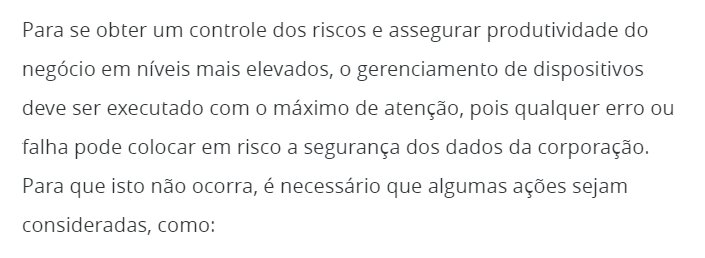 Para se obter um controle dos riscos e assegurar produtividade do
negócio em níveis mais elevados, o gerenciamento de dispositivos
deve ser executado com o máximo de atenção, pois qualquer erro ou
falha pode colocar em risco a segurança dos dados da corporação.
Para que isto não ocorra, é necessário que algumas ações sejam
consideradas, como: